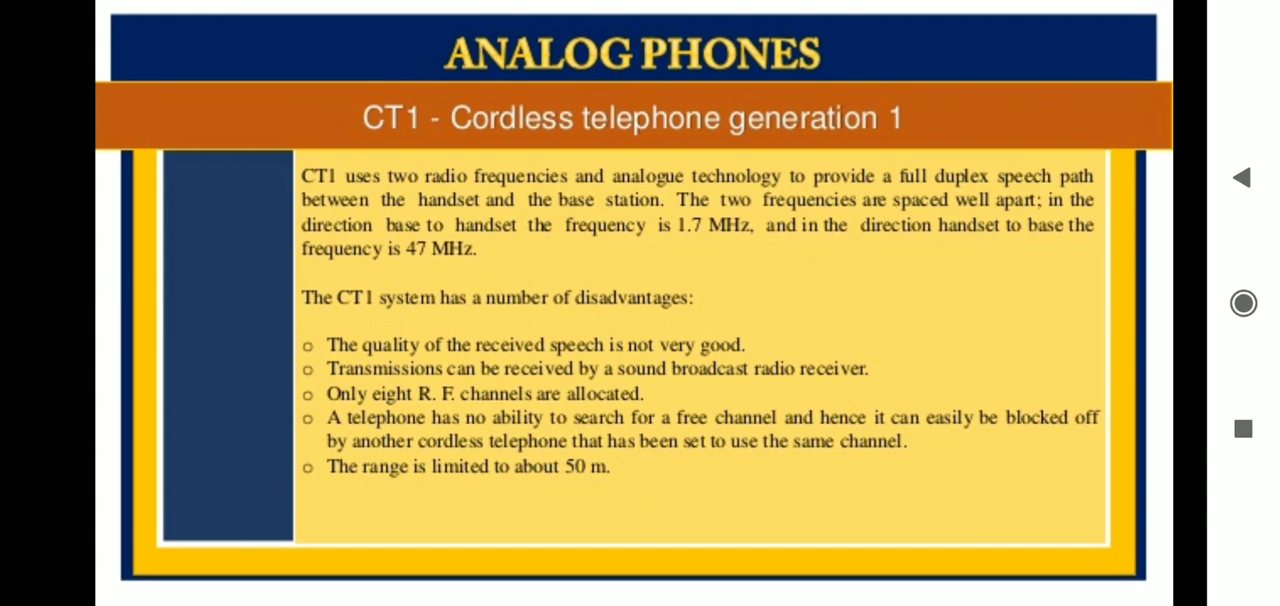 ANALOG PHONES
CT1 - Cordless telephone generation 1
CT1 uses two radio frequencies and analogue technology to provide a full duplex speech path
between the handset and the base station. The two frequencies are spaced well apart; in the
direction base to handset the frequency is 1.7 MHz, and in the direction handset to base the
frequency is 47 MHz.
The CT1 system has a number of disadvantages:
o The quality of the received speech is not very good.
o Transmissions can be received by a sound broadcast radio receiver.
o Only eight R. F. channels are allocated.
o A telephone has no ability to search for a free channel and hence it can easily be blocked off
by another cordless telephone that has been set to use the same channel.
o The range is limited to about 50 m.